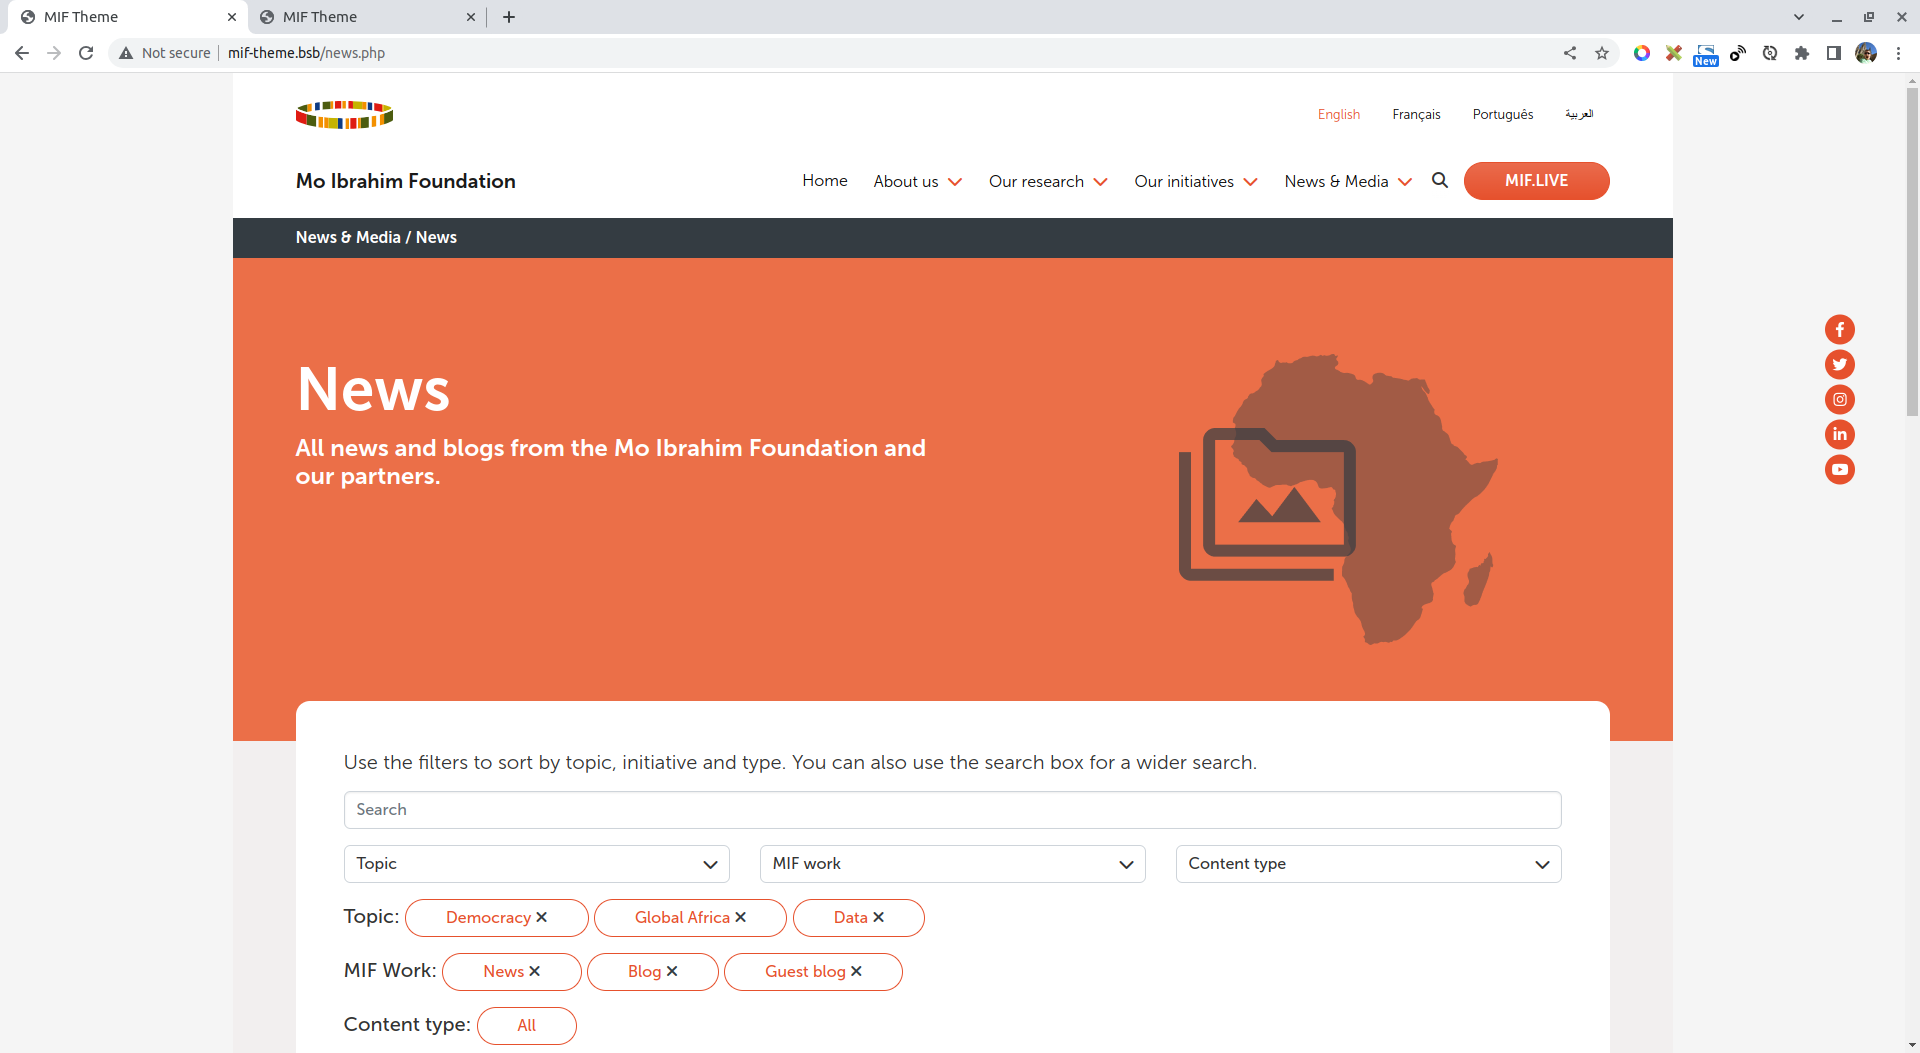 MIF Theme
MIF Theme
Not secure
mif-theme.bsb/news.php
New
English Français Português العربية
Mo Ibrahim Foundation
Home About us Our research Our initiatives News & Media MIF.LIVE
News & Media / News
News
All news and blogs from the Mo Ibrahim Foundation and
our partners.
Use the filters to sort by topic, initiative and type. You can also use the search box for a wider search.
Search
Topic MIF work Content type
Topic: Democracy Global Africa Data
MIF Work: News Blog Guest blog
Content type: All